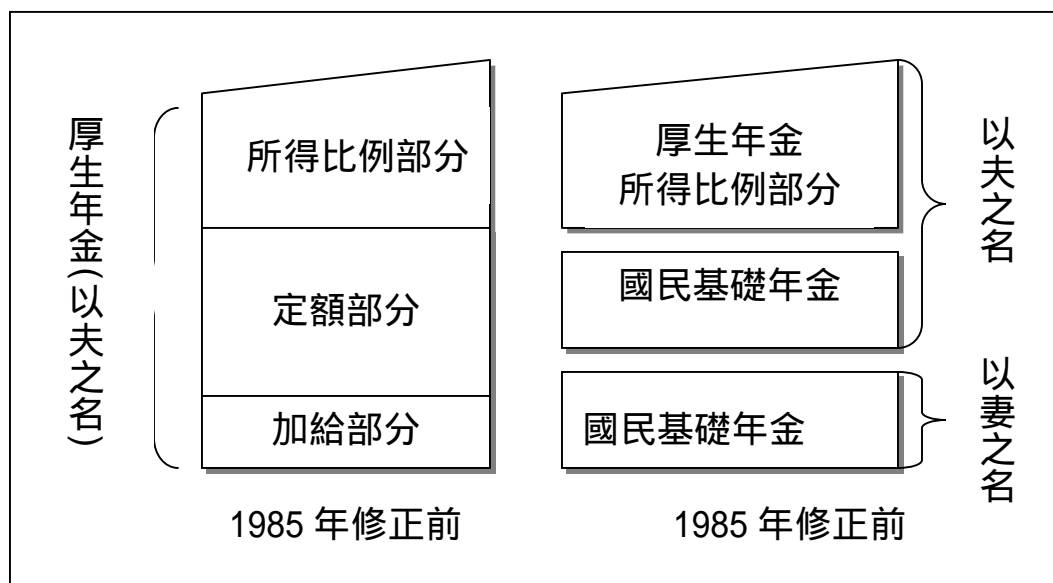 厚生年金(以夫之名)
所得比例部分
定額部分
加給部分
1985 年修正前
厚生年金
所得比例部分
國民基礎年金
國民基礎年金
以夫之名
以妻之名
1985 年修正前